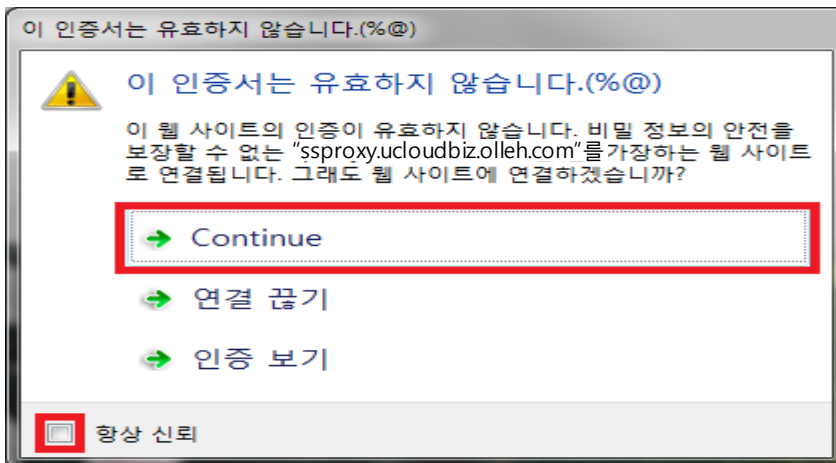 이 인증서는 유효하지 않습니다.(%@)
이 인증서는 유효하지 않습니다.(%@)
이 웹 사이트의 인증이 유효하지 않습니다. 비밀 정보의 안전을
보장할 수 없는 "ssproxy.ucloudbiz.olleh.com"를가장하는 웹 사이트
로 연결됩니다. 그래도 웹 사이트에 연결하겠습니까?
Continue
연결 끊기
인증 보기
항상 신뢰